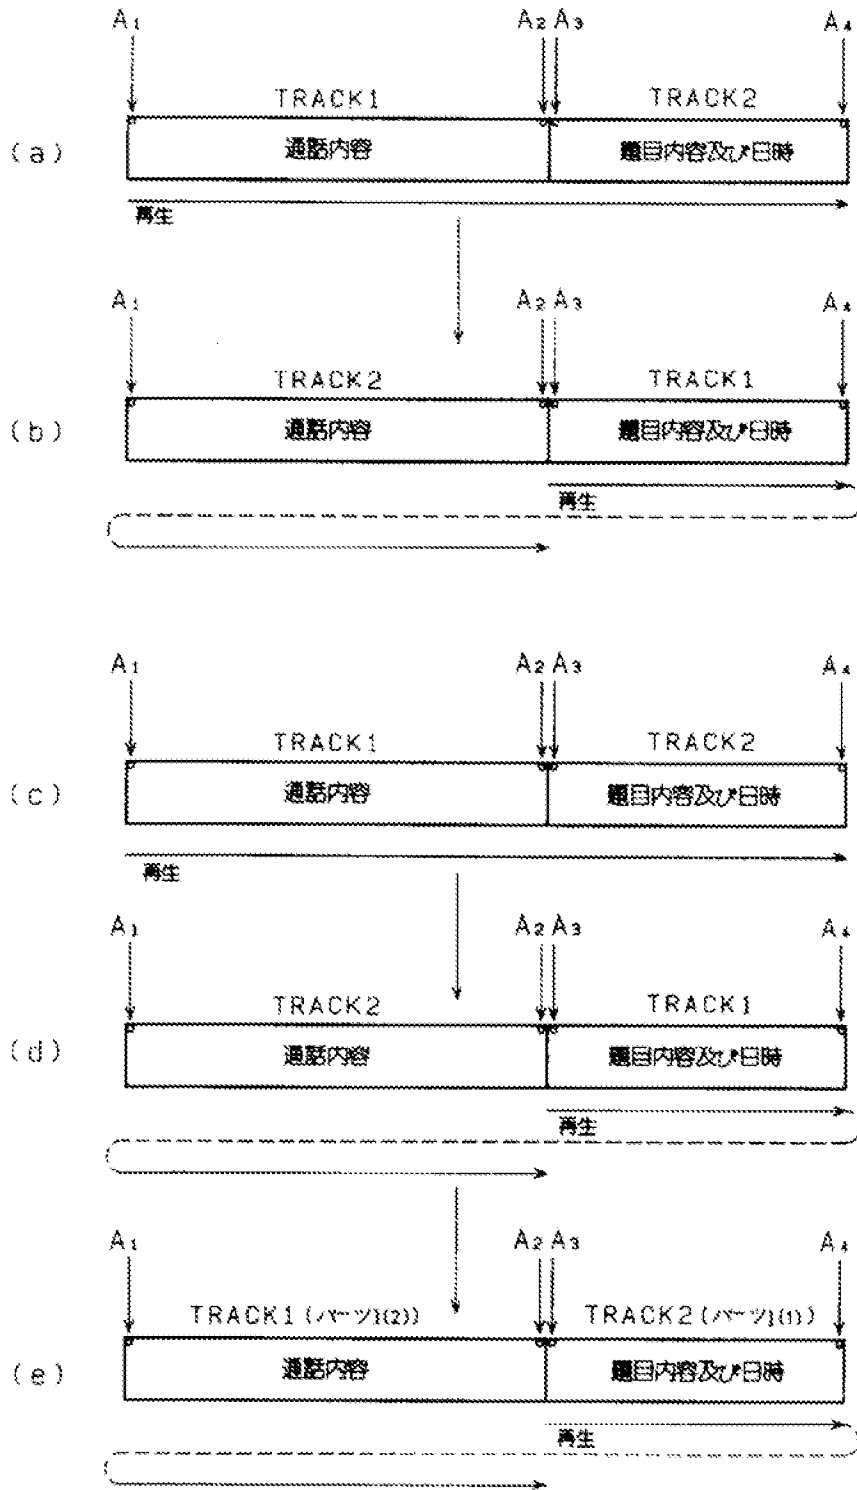 A₁ A₂ A₃ A₄
TRACK1 TRACK2
(a) 通話内容 題目内容及び日時
再生
A₁ A₂ A₃ A₄
TRACK2 TRACK1
(b) 通話内容 題目内容及び日時
再生
A₁ A₂ A₃ A₄
TRACK1 TRACK2
(c) 通話内容 題目内容及び日時
再生
A₁ A₂ A₃ A₄
TRACK2 TRACK1
(d) 通話内容 題目内容及び日時
再生
A₁ A₂ A₃ A₄
TRACK1(パーツ1(2)) TRACK2(パーツ1(1))
(e) 通話内容 題目内容及び日時
再生